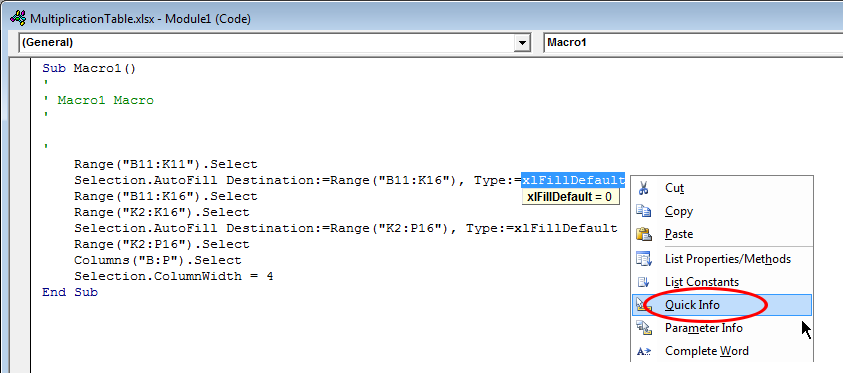 MultiplicationTable.xlsx - Module1 (Code)
(General) Macro1
Sub Macro1()
'
' Macro1 Macro
'
'
Range("B11:K11").Select
Selection.AutoFill Destination:=Range("B11:K16"), Type:=xlFillDefault
Range("B11:K16").Select
xlFillDefault = 0
Range("K2:K16").Select
Selection.AutoFill Destination:=Range("K2:P16"), Type:=xlFillDefault
Range("K2:P16").Select
Columns("B:P").Select
Selection.ColumnWidth = 4
End Sub
Cut
Copy
Paste
List Properties/Methods
List Constants
Quick Info
Parameter Info
Complete Word